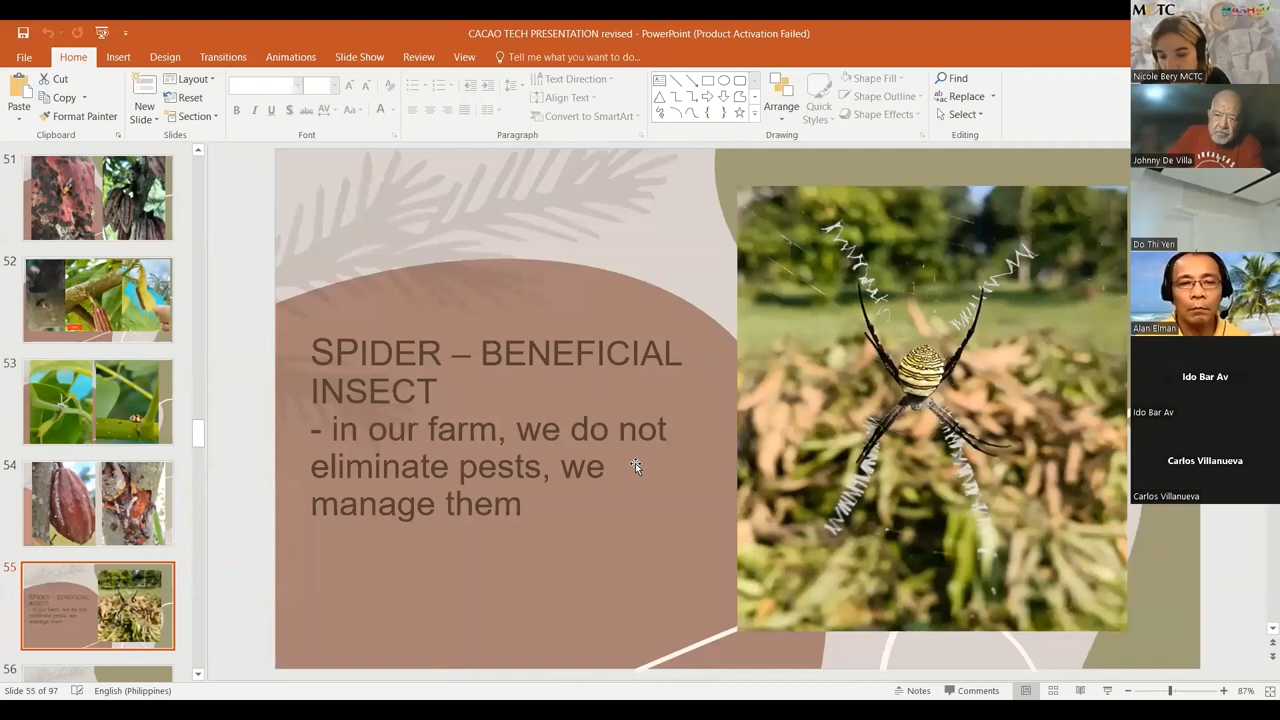 CACAO TECH PRESENTATION revised - PowerPoint (Product Activation Failed)
File Home Insert Design Transitions Animations Slide Show Review View Tell me what you want to do...
Paste
Cut
Copy
Format Painter
Clipboard
New Slide
Layout
Reset
Section
Slides
B I U S abc AV Aa A
Font
Text Direction
Align Text
Convert to SmartArt
Paragraph
Arrange
Quick Styles
Shape Fill
Shape Outline
Shape Effects
Drawing
Find
Replace
Select
Editing
51
52
53
54
55
56
SPIDER – BENEFICIAL
INSECT
- in our farm, we do not
eliminate pests, we
manage them
MCTC
MASHAV
Nicole Bery MCTC
Johnny De Villa
Do Thi Yen
Alan Elman
Ido Bar Av
Ido Bar Av
Carlos Villanueva
Carlos Villanueva
Slide 55 of 97 English (Philippines) Notes Comments 87%